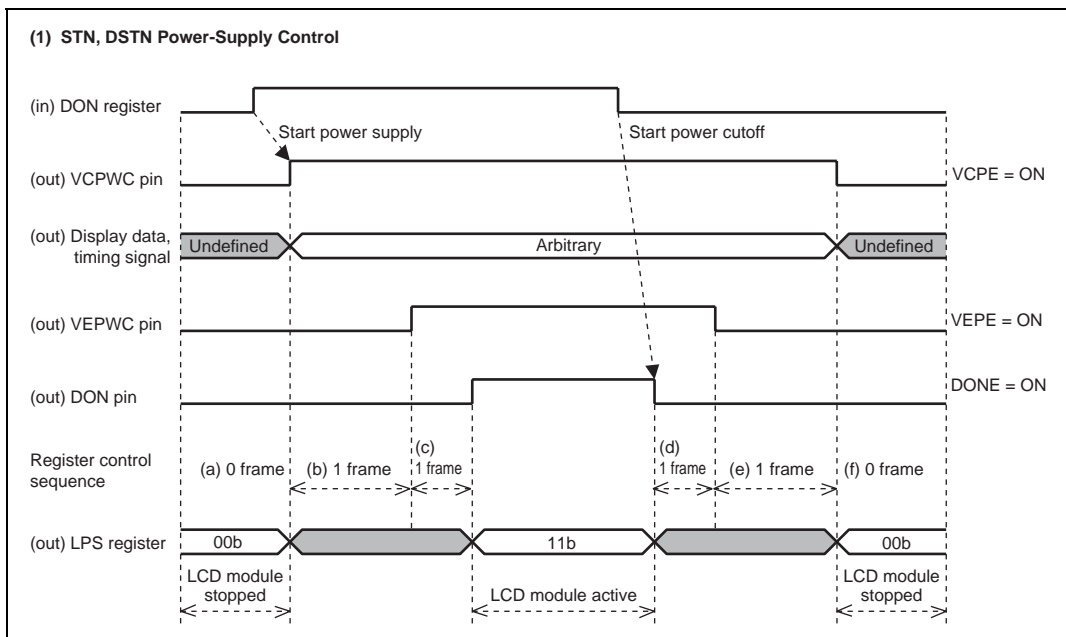 (1) STN, DSTN Power-Supply Control
(in) DON register
Start power supply
Start power cutoff
(out) VCPWC pin
VCPE = ON
(out) Display data,
timing signal
Undefined
Arbitrary
Undefined
(out) VEPWC pin
VEPE = ON
(out) DON pin
DONE = ON
Register control
sequence
(a) 0 frame
(b) 1 frame
(c)
1 frame
(d)
1 frame
(e) 1 frame
(f) 0 frame
(out) LPS register
00b
11b
00b
LCD module
stopped
LCD module active
LCD module
stopped